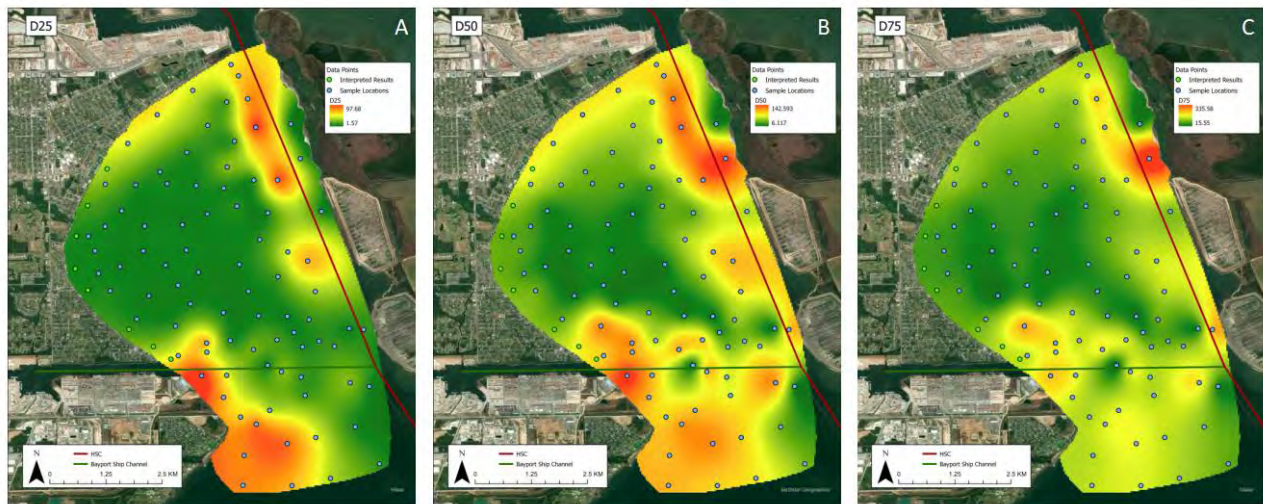 D25
A
Data Points
Interpreted Results
Sample Locations
D25
97.68
1.57
HSC
Bayport Ship Channel
N
0
1.25
2.5 KM
D50
B
Data Points
Interpreted Results
Sample Locations
D50
142.593
6.117
HSC
Bayport Ship Channel
N
0
1.25
2.5 KM
D75
C
Data Points
Interpreted Results
Sample Locations
D75
335.56
15.55
HSC
Bayport Ship Channel
N
0
1.25
2.5 KM